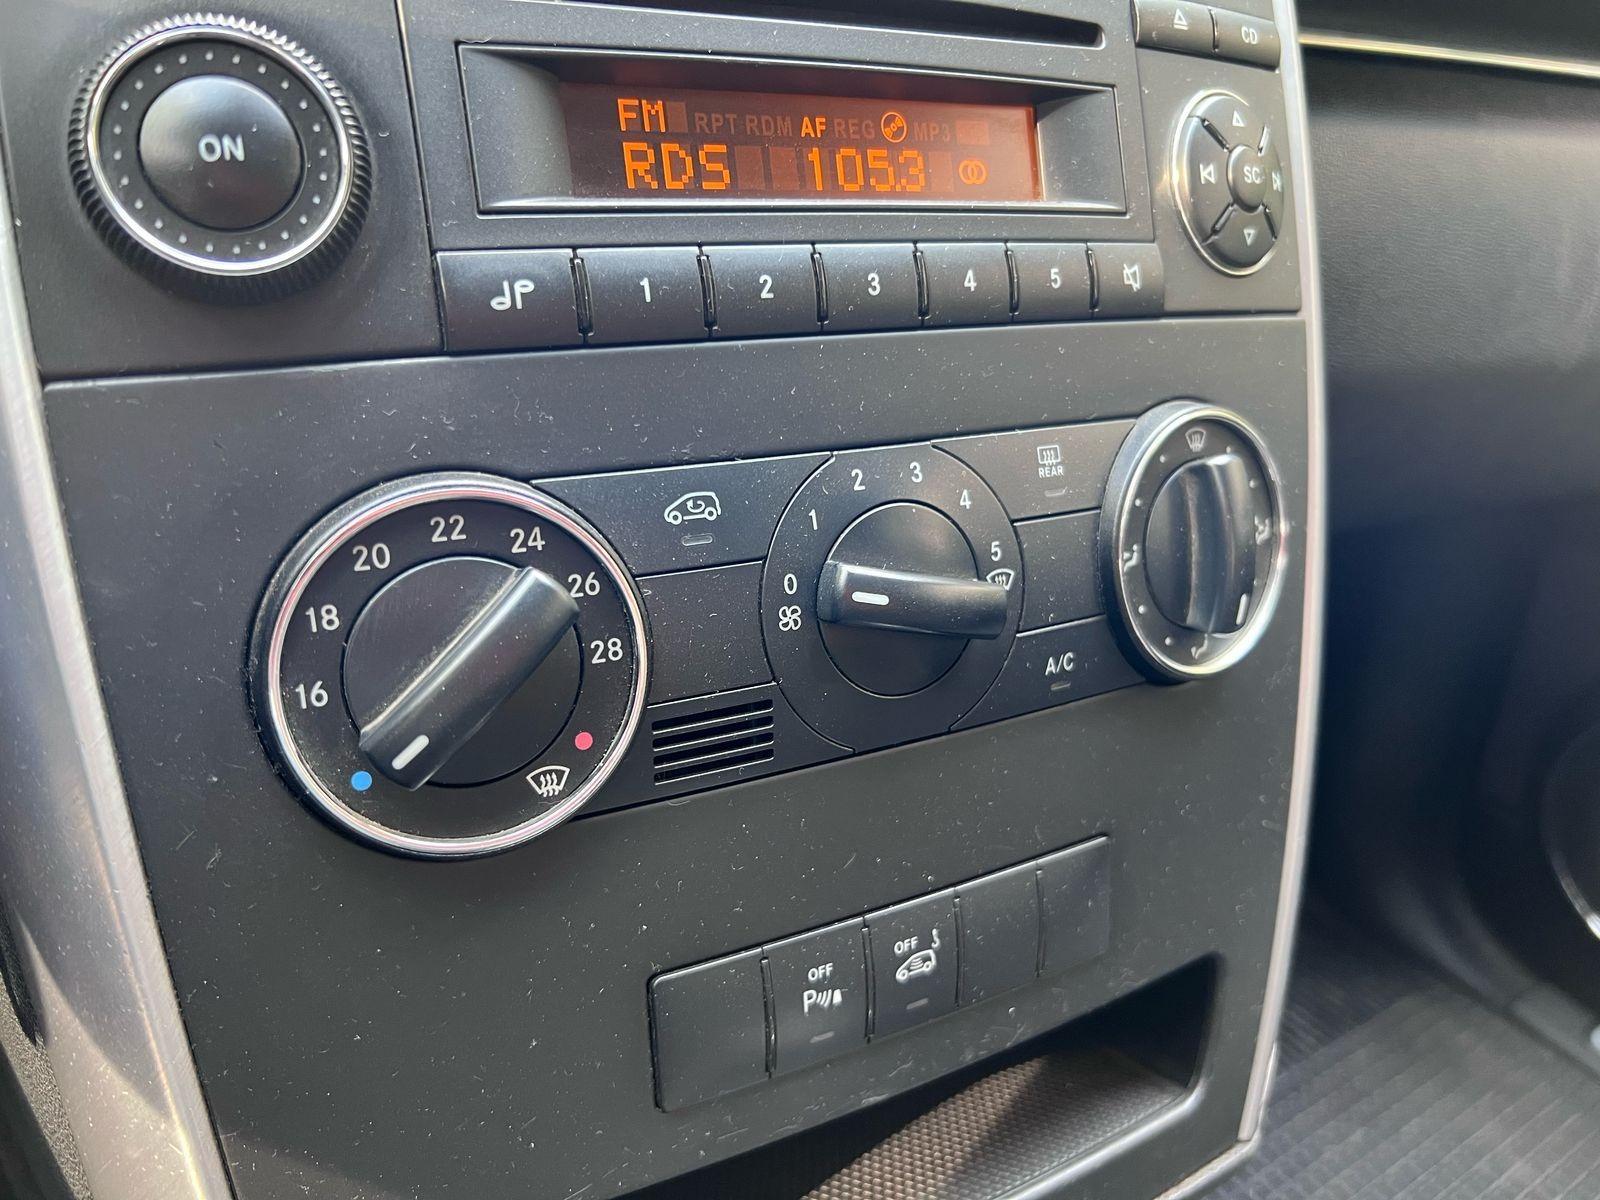 CD
ON
FM RPT RDM AF REG MP3
RDS 105.3
SC
1 2 3 4 5
REAR
16 18 20 22 24 26 28
0 1 2 3 4 5
A/C
OFF
P
OFF